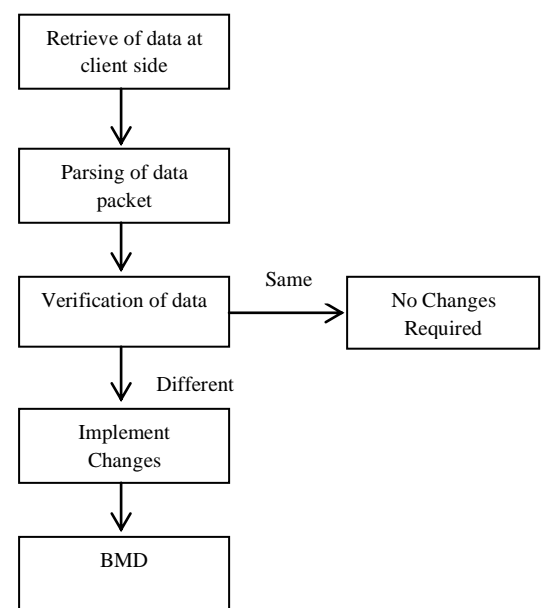 Retrieve of data at
client side
Parsing of data
packet
Verification of data
Same
No Changes
Required
Different
Implement
Changes
BMD